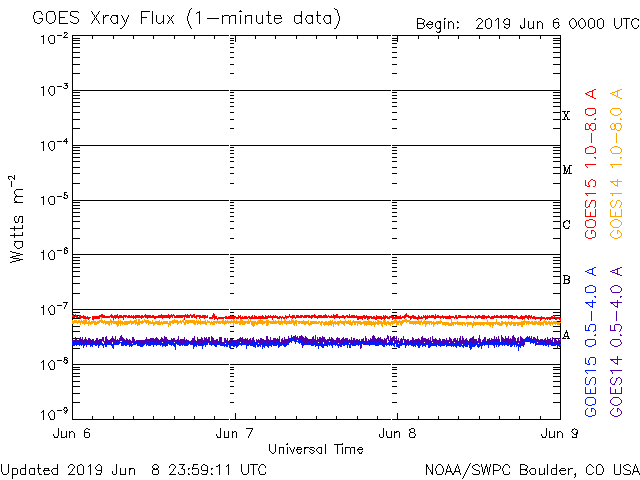 GOES Xray Flux (1-minute data)
Begin: 2019 Jun 6 0000 UTC
10-2
10-3
10-4
10-5
10-6
10-7
10-8
10-9
Watts m-2
X
M
C
B
A
GOES15 1.0-8.0 A
GOES14 1.0-8.0 A
GOES15 0.5-4.0 A
GOES14 0.5-4.0 A
Jun 6 Jun 7 Jun 8 Jun 9
Universal Time
Updated 2019 Jun 8 23:59:11 UTC
NOAA/SWPC Boulder, CO USA